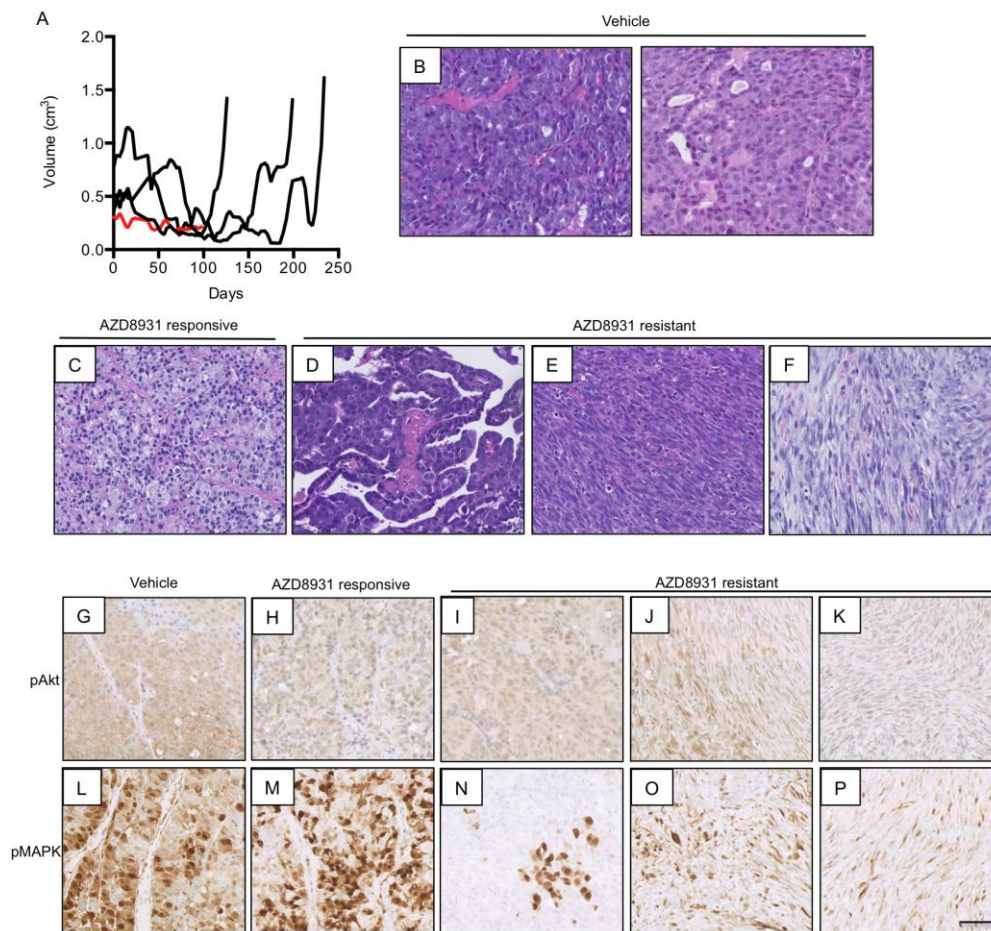 A
Volume (cm³)
2.0
1.5
1.0
0.5
0.0
0 50 100 150 200 250
Days
Vehicle
B
AZD8931 responsive
AZD8931 resistant
C
D
E
F
Vehicle
AZD8931 responsive
AZD8931 resistant
pAkt
G
H
I
J
K
pMAPK
L
M
N
O
P